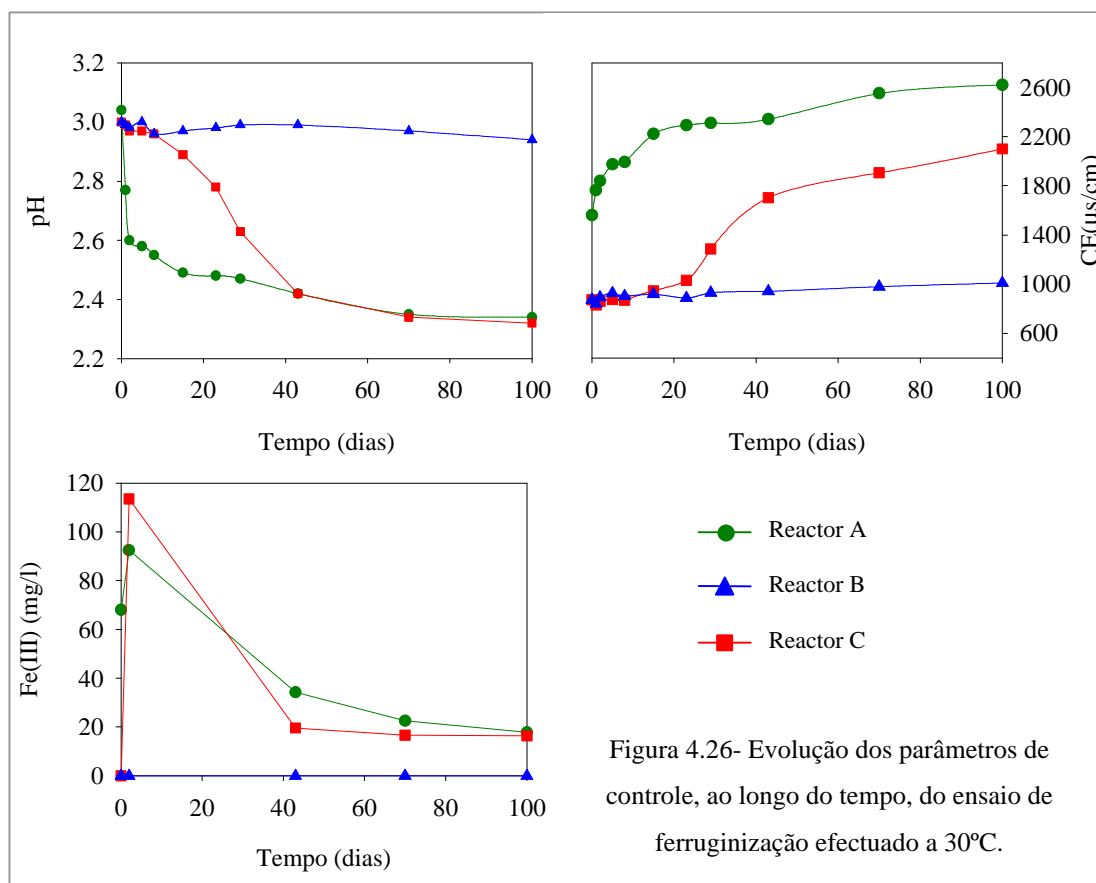 3.2
3.0
2.8
2.6
2.4
2.2
pH
0 20 40 60 80 100
Tempo (dias)
2600
2200
1800
1400
1000
600
CE(µs/cm)
0 20 40 60 80 100
Tempo (dias)
120
100
80
60
40
20
0
Fe(III) (mg/l)
0 20 40 60 80 100
Tempo (dias)
Reactor A
Reactor B
Reactor C
Figura 4.26- Evolução dos parâmetros de
controle, ao longo do tempo, do ensaio de
ferruginização efectuado a 30ºC.